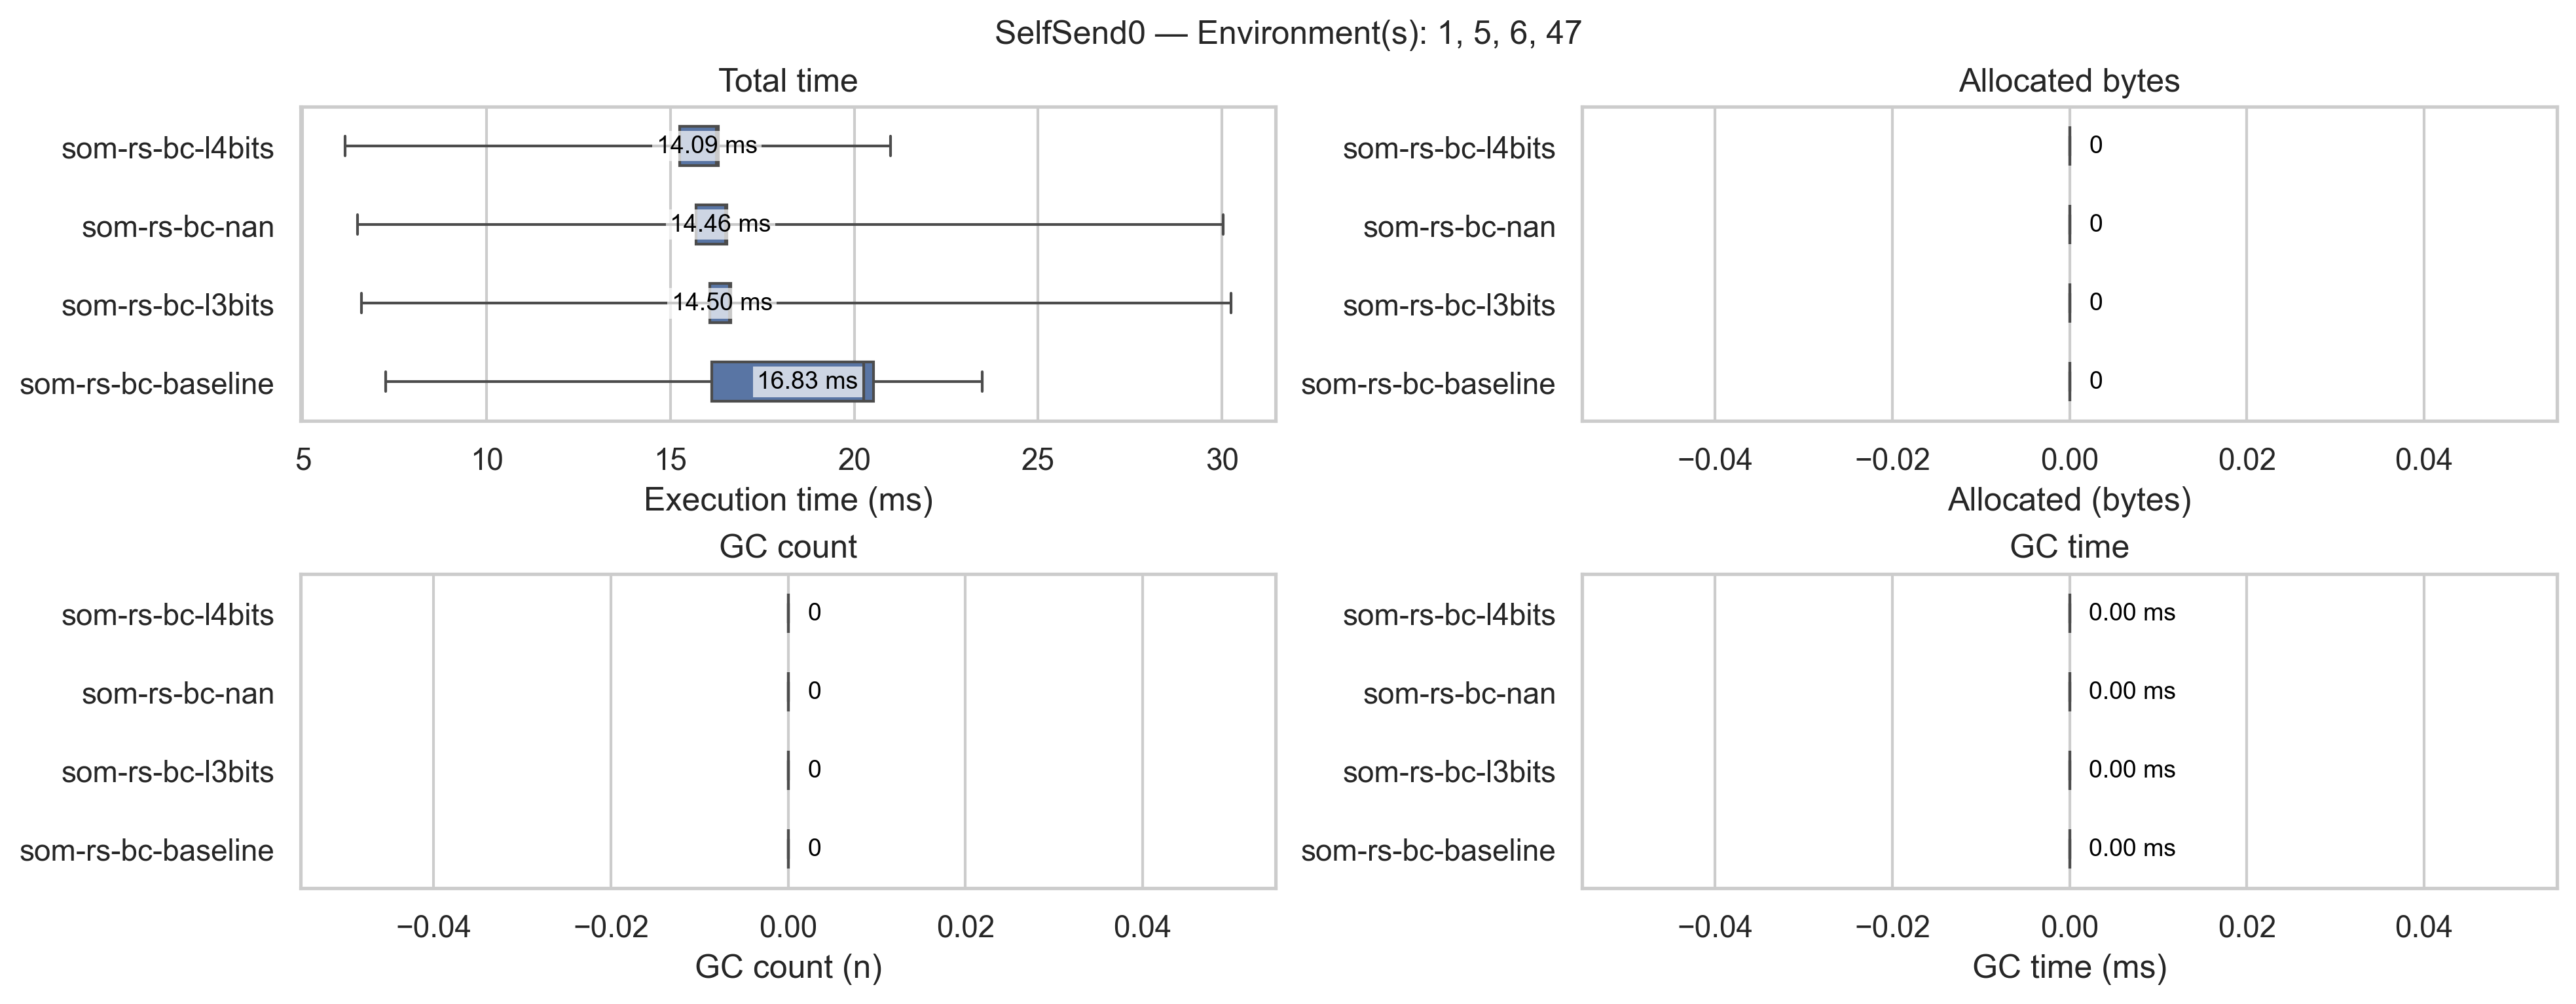 SelfSend0 — Environment(s): 1, 5, 6, 47
Total time
som-rs-bc-l4bits
14.09 ms
som-rs-bc-nan
14.46 ms
som-rs-bc-l3bits
14.50 ms
som-rs-bc-baseline
16.83 ms
5 10 15 20 25 30
Execution time (ms)
Allocated bytes
som-rs-bc-l4bits
0
som-rs-bc-nan
0
som-rs-bc-l3bits
0
som-rs-bc-baseline
0
−0.04 −0.02 0.00 0.02 0.04
Allocated (bytes)
GC count
som-rs-bc-l4bits
0
som-rs-bc-nan
0
som-rs-bc-l3bits
0
som-rs-bc-baseline
0
−0.04 −0.02 0.00 0.02 0.04
GC count (n)
GC time
som-rs-bc-l4bits
0.00 ms
som-rs-bc-nan
0.00 ms
som-rs-bc-l3bits
0.00 ms
som-rs-bc-baseline
0.00 ms
−0.04 −0.02 0.00 0.02 0.04
GC time (ms)